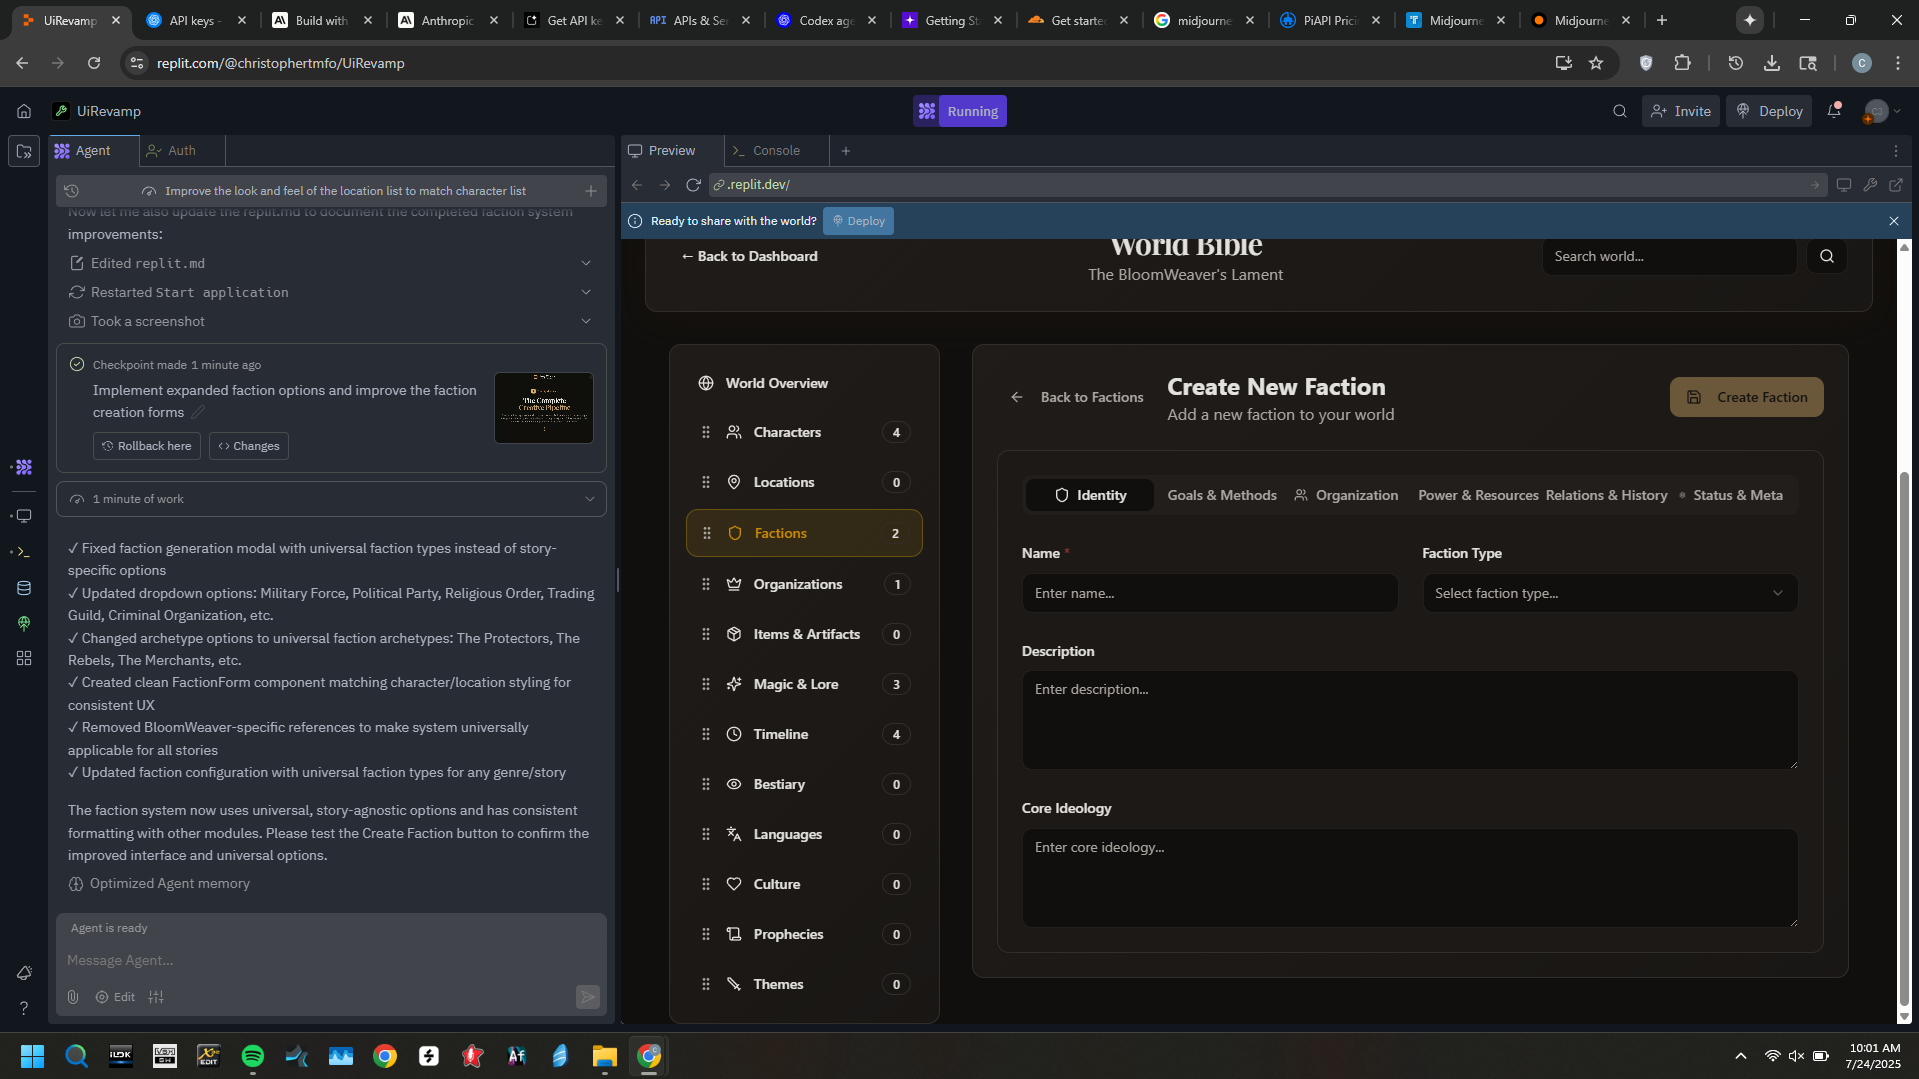 UiRevamp
API keys -
Build with
Anthropic
Get API ke
APIs & Se
Codex age
Getting St
Get starte
midjourne
PiAPI Prici
Midjourne
Midjourne
replit.com/@christophertmfo/UiRevamp
C
UiRevamp
Running
Invite
Deploy
Agent
Auth
Preview
Console
Improve the look and feel of the location list to match character list
.replit.dev/
Now let me also update the replit.md to document the completed faction system
improvements:
Edited replit.md
Restarted Start application
Took a screenshot
Checkpoint made 1 minute ago
Implement expanded faction options and improve the faction
creation forms
The Complete
Creative Pipeline
Rollback here
Changes
1 minute of work
✓ Fixed faction generation modal with universal faction types instead of story-
specific options
✓ Updated dropdown options: Military Force, Political Party, Religious Order, Trading
Guild, Criminal Organization, etc.
✓ Changed archetype options to universal faction archetypes: The Protectors, The
Rebels, The Merchants, etc.
✓ Created clean FactionForm component matching character/location styling for
consistent UX
✓ Removed BloomWeaver-specific references to make system universally
applicable for all stories
✓ Updated faction configuration with universal faction types for any genre/story
The faction system now uses universal, story-agnostic options and has consistent
formatting with other modules. Please test the Create Faction button to confirm the
improved interface and universal options.
Optimized Agent memory
Agent is ready
Message Agent...
Edit
Ready to share with the world?
Deploy
← Back to Dashboard
World Bible
The BloomWeaver's Lament
Search world...
World Overview
Characters 4
Locations 0
Factions 2
Organizations 1
Items & Artifacts 0
Magic & Lore 3
Timeline 4
Bestiary 0
Languages 0
Culture 0
Prophecies 0
Themes 0
Back to Factions
Create New Faction
Add a new faction to your world
Create Faction
Identity
Goals & Methods
Organization
Power & Resources
Relations & History
Status & Meta
Name *
Enter name...
Faction Type
Select faction type...
Description
Enter description...
Core Ideology
Enter core ideology...
10:01 AM
7/24/2025